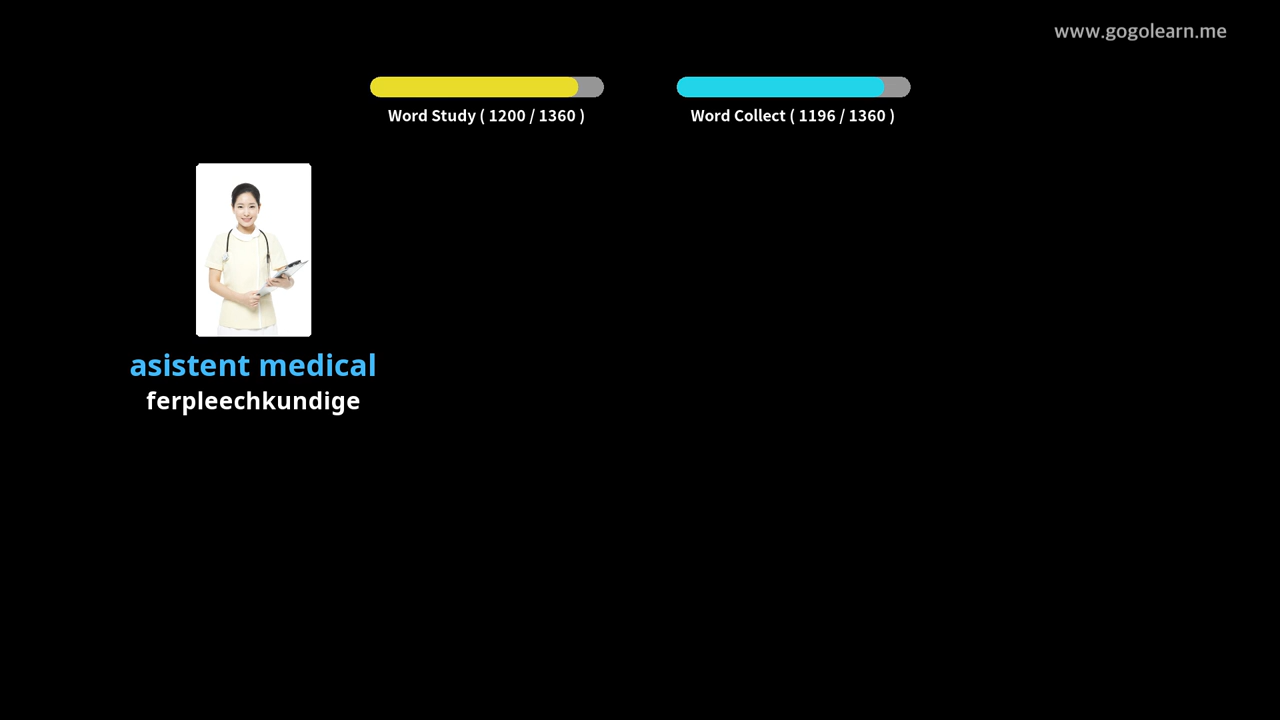 www.gogolearn.me
Word Study ( 1200 / 1360 )
Word Collect ( 1196 / 1360 )
asistent medical
ferpleechkundige